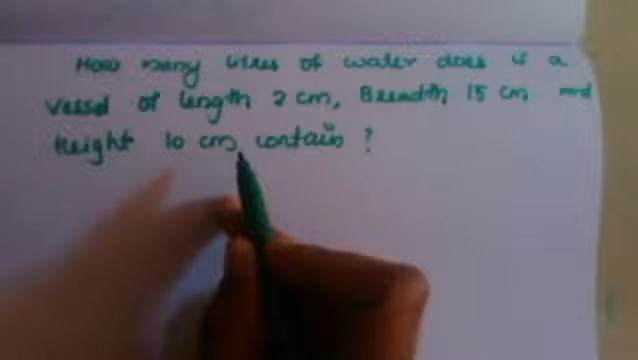 How many litres of water does if a
vessel of length 2 cm, Breadth 15 cm and
height 10 cm contain ?